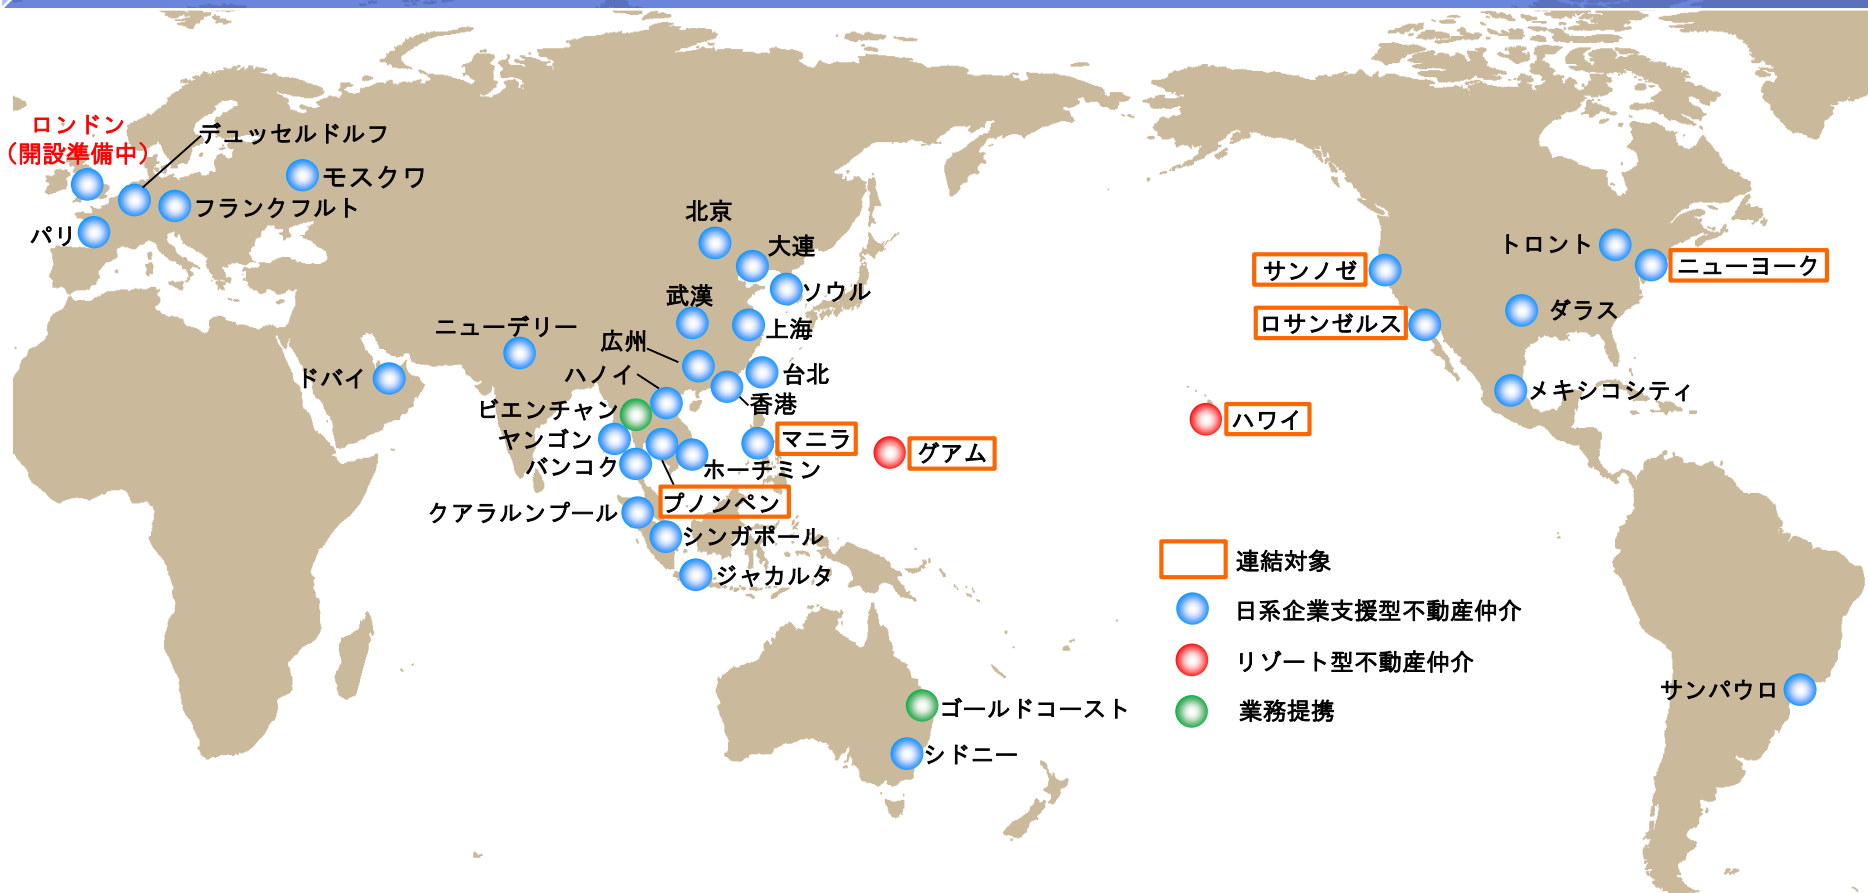 ロンドン
（開設準備中）
デュッセルドルフ
モスクワ
フランクフルト
パリ
北京
大連
ソウル
武漢
上海
ニューデリー
広州
ドバイ
ハノイ
台北
香港
ビエンチャン
ヤンゴン
マニラ
グアム
バンコク
ホーチミン
プノンペン
クアラルンプール
シンガポール
ジャカルタ
ゴールドコースト
シドニー
トロント
ニューヨーク
サンノゼ
ロサンゼルス
ダラス
メキシコシティ
ハワイ
サンパウロ
連結対象
日系企業支援型不動産仲介
リゾート型不動産仲介
業務提携